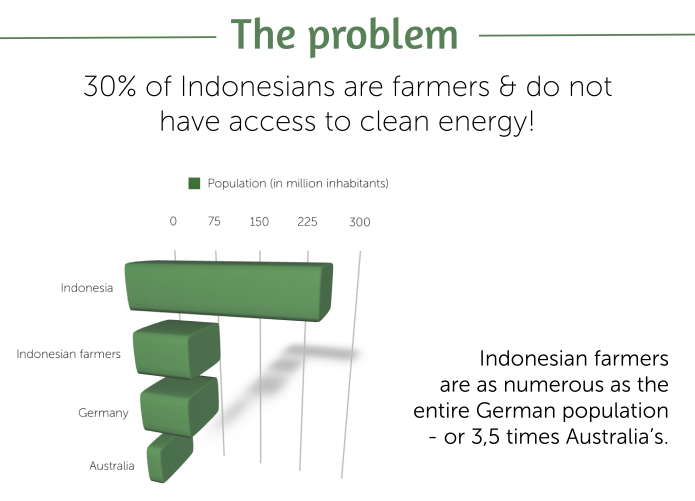 The problem
30% of Indonesians are farmers & do not
have access to clean energy!
Population (in million inhabitants)
0 75 150 225 300
Indonesia
Indonesian farmers
Germany
Australia
Indonesian farmers
are as numerous as the
entire German population
- or 3,5 times Australia's.